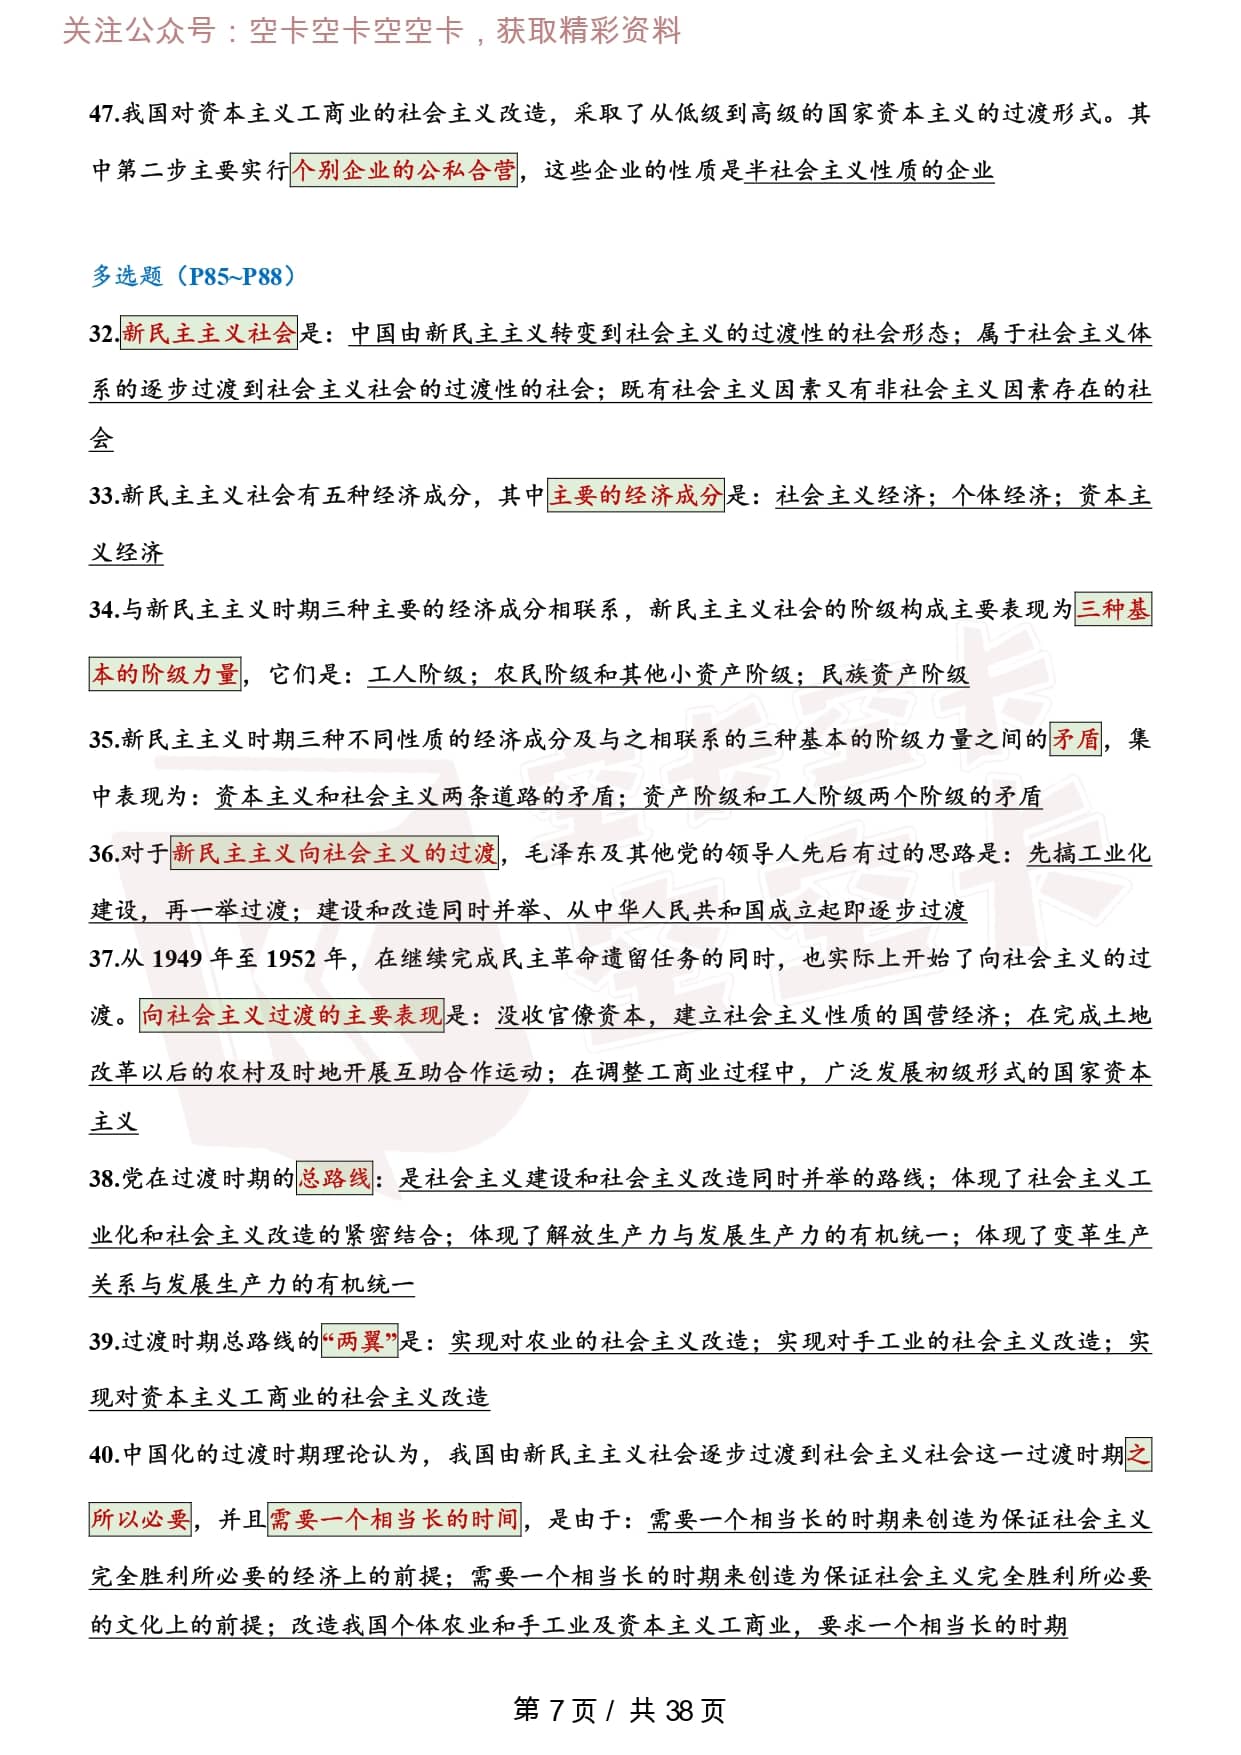 关注公众号：空卡空卡空空卡，获取精彩资料
47.我国对资本主义工商业的社会主义改造，采取了从低级到高级的国家资本主义的过渡形式。其
中第二步主要实行个别企业的公私合营，这些企业的性质是半社会主义性质的企业
多选题（P85~P88）
32.新民主主义社会是：中国由新民主主义转变到社会主义的过渡性的社会形态；属于社会主义体
系的逐步过渡到社会主义社会的过渡性的社会；既有社会主义因素又有非社会主义因素存在的社
会
33.新民主主义社会有五种经济成分，其中主要的经济成分是：社会主义经济；个体经济；资本主
义经济
34.与新民主主义时期三种主要的经济成分相联系，新民主主义社会的阶级构成主要表现为三种基
本的阶级力量，它们是：工人阶级；农民阶级和其他小资产阶级；民族资产阶级
35.新民主主义时期三种不同性质的经济成分及与之相联系的三种基本的阶级力量之间的矛盾，集
中表现为：资本主义和社会主义两条道路的矛盾；资产阶级和工人阶级两个阶级的矛盾
36.对于新民主主义向社会主义的过渡，毛泽东及其他党的领导人先后有过的思路是：先搞工业化
建设，再一举过渡；建设和改造同时并举、从中华人民共和国成立起即逐步过渡
37.从 1949 年至 1952 年，在继续完成民主革命遗留任务的同时，也实际上开始了向社会主义的过
渡。向社会主义过渡的主要表现是：没收官僚资本，建立社会主义性质的国营经济；在完成土地
改革以后的农村及时地开展互助合作运动；在调整工商业过程中，广泛发展初级形式的国家资本
主义
38.党在过渡时期的总路线：是社会主义建设和社会主义改造同时并举的路线；体现了社会主义工
业化和社会主义改造的紧密结合；体现了解放生产力与发展生产力的有机统一；体现了变革生产
关系与发展生产力的有机统一
39.过渡时期总路线的“两翼”是：实现对农业的社会主义改造；实现对手工业的社会主义改造；实
现对资本主义工商业的社会主义改造
40.中国化的过渡时期理论认为，我国由新民主主义社会逐步过渡到社会主义社会这一过渡时期之
所以必要，并且需要一个相当长的时间，是由于：需要一个相当长的时期来创造为保证社会主义
完全胜利所必要的经济上的前提；需要一个相当长的时期来创造为保证社会主义完全胜利所必要
的文化上的前提；改造我国个体农业和手工业及资本主义工商业，要求一个相当长的时期
空卡空卡
空空卡
第 7 页 / 共 38 页